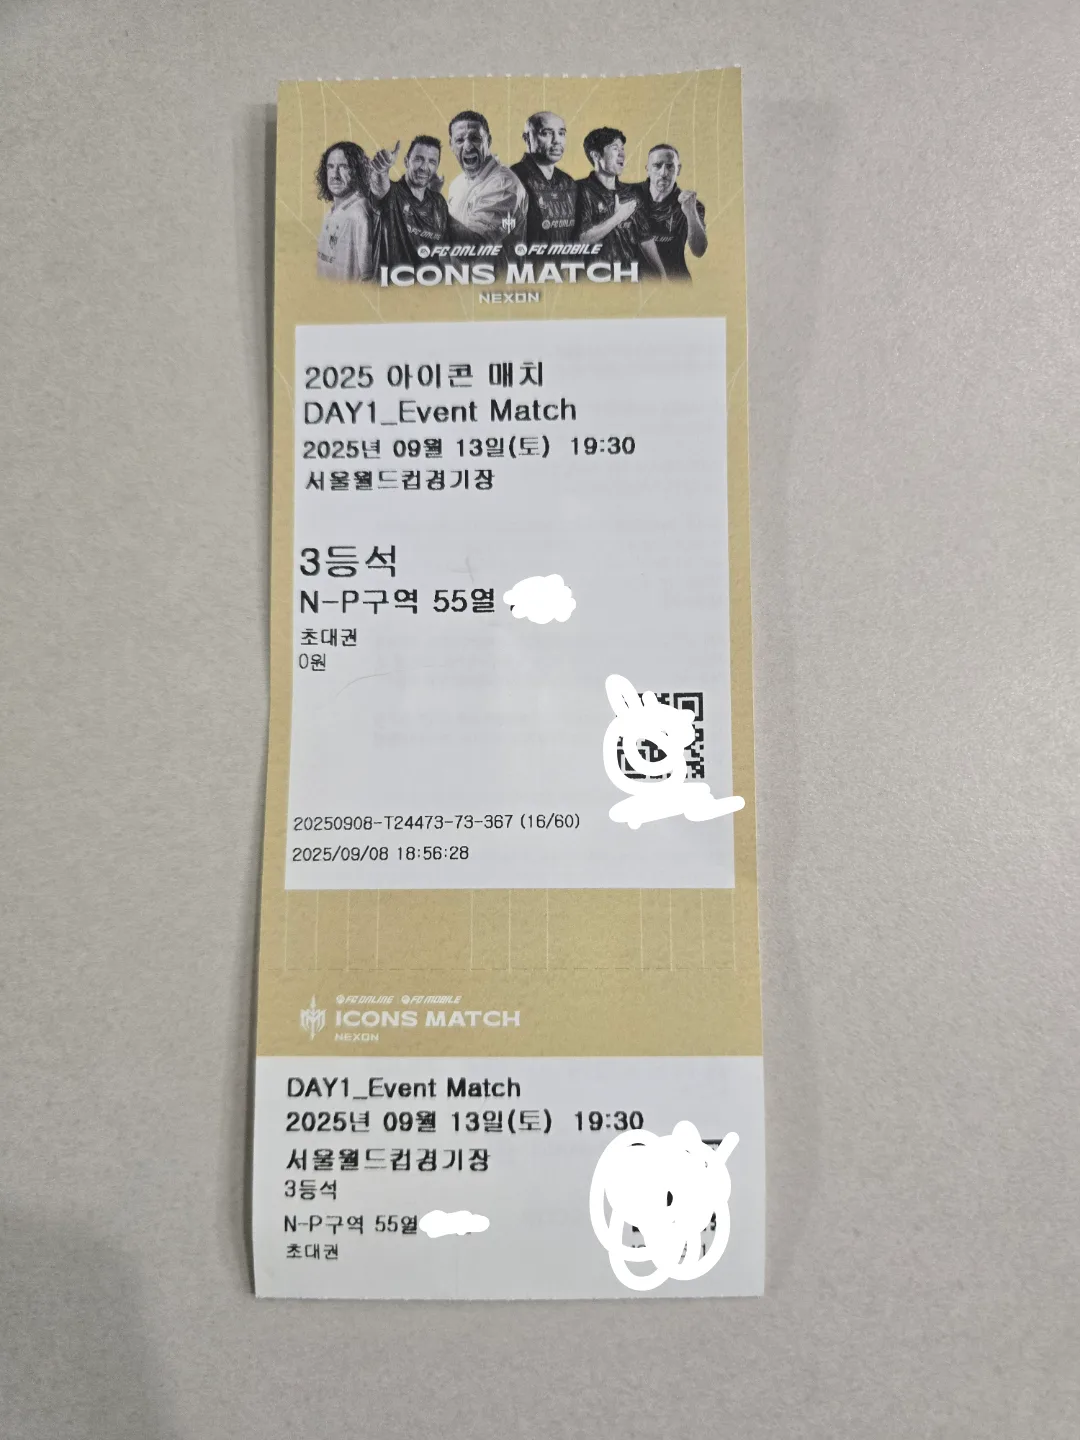 FC ONLINE FC MOBILE
ICONS MATCH
NEXON
2025 아이콘 매치
DAY1_Event Match
2025년 09월 13일(토) 19:30
서울월드컵경기장
3등석
N-P구역 55열
초대권
0원
20250908-T24473-73-367 (16/60)
2025/09/08 18:56:28
FC ONLINE FC MOBILE
ICONS MATCH
NEXON
DAY1_Event Match
2025년 09월 13일(토) 19:30
서울월드컵경기장
3등석
N-P구역 55열
초대권